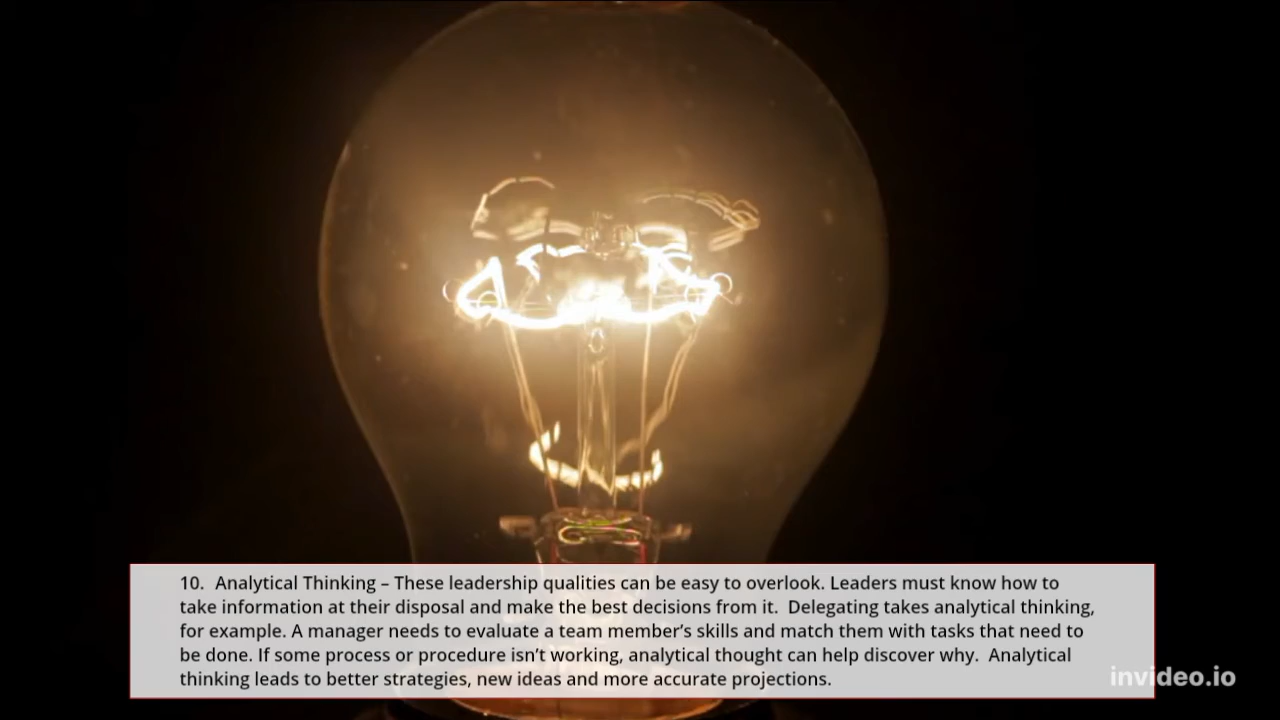 10.  Analytical Thinking – These leadership qualities can be easy to overlook. Leaders must know how to
take information at their disposal and make the best decisions from it.  Delegating takes analytical thinking,
for example. A manager needs to evaluate a team member’s skills and match them with tasks that need to
be done. If some process or procedure isn’t working, analytical thought can help discover why.  Analytical
thinking leads to better strategies, new ideas and more accurate projections.
invideo.io